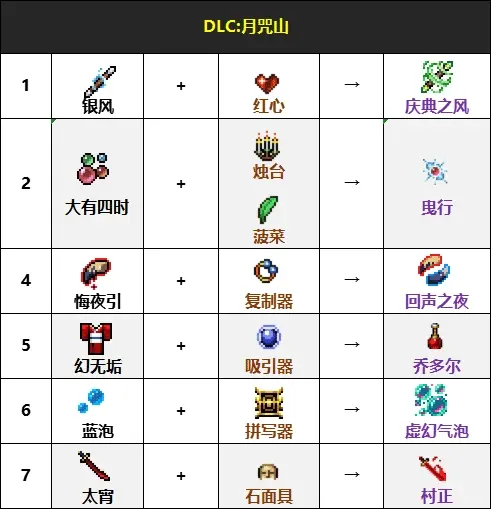 DLC:月咒山
1 银风 + 红心 → 庆典之风
2 大有四时 + 烛台 菠菜 → 曳行
4 悔夜引 + 复制器 → 回声之夜
5 幻无垢 + 吸引器 → 乔多尔
6 蓝泡 + 拼写器 → 虚幻气泡
7 太宵 + 石面具 → 村正